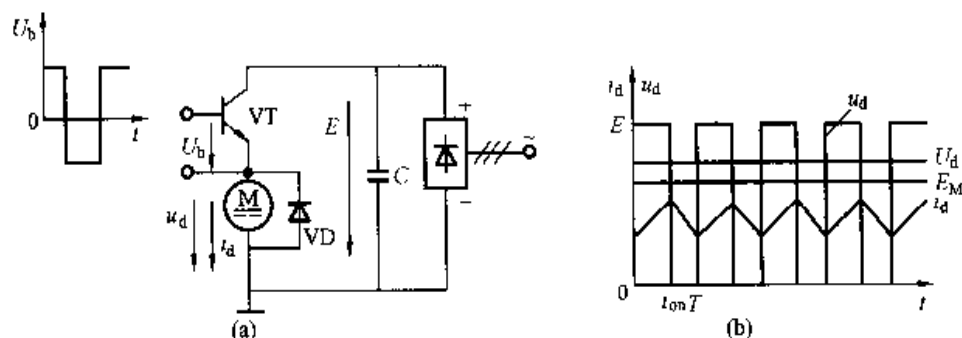 U_b
0
t
VT
U_b
M
u_d
i_d
VD
E
C
+
−
~
(a)
i_d u_d
E
u_d
U_d
E_M
i_d
0
t_on T
t
(b)